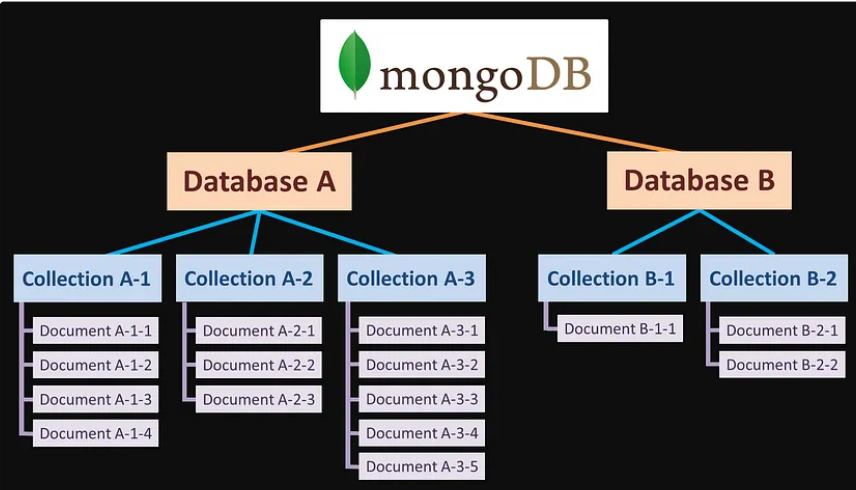 mongoDB
Database A
Database B
Collection A-1
Collection A-2
Collection A-3
Collection B-1
Collection B-2
Document A-1-1
Document A-1-2
Document A-1-3
Document A-1-4
Document A-2-1
Document A-2-2
Document A-2-3
Document A-3-1
Document A-3-2
Document A-3-3
Document A-3-4
Document A-3-5
Document B-1-1
Document B-2-1
Document B-2-2